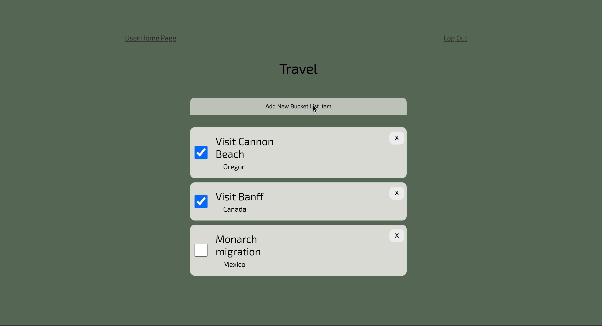 User Home Page
Log Out
Travel
Add New Bucket List Item
Visit Cannon
Beach
X
Oregon
Visit Banff
X
Canada
Monarch
migration
X
Mexico